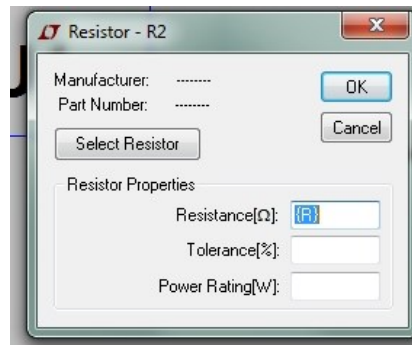 Resistor - R2
Manufacturer: --------
Part Number: --------
OK
Cancel
Select Resistor
Resistor Properties
Resistance[Ω]: {R}
Tolerance[%]:
Power Rating[W]: